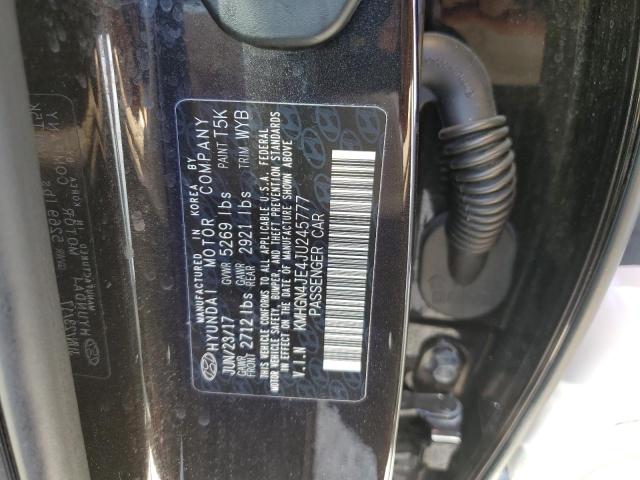 MANUFACTURED IN KOREA BY
HYUNDAI MOTOR COMPANY
JUN/23/17 GVWR 5269 lbs PAINT T5K
GAWR FRONT 2712 lbs GAWR REAR 2921 lbs TRIM WYB
THIS VEHICLE CONFORMS TO ALL APPLICABLE U.S.A. FEDERAL
MOTOR VEHICLE SAFETY, BUMPER, AND THEFT PREVENTION STANDARDS
IN EFFECT ON THE DATE OF MANUFACTURE SHOWN ABOVE.
V.I.N KMHGN4JE4JU245777
PASSENGER CAR